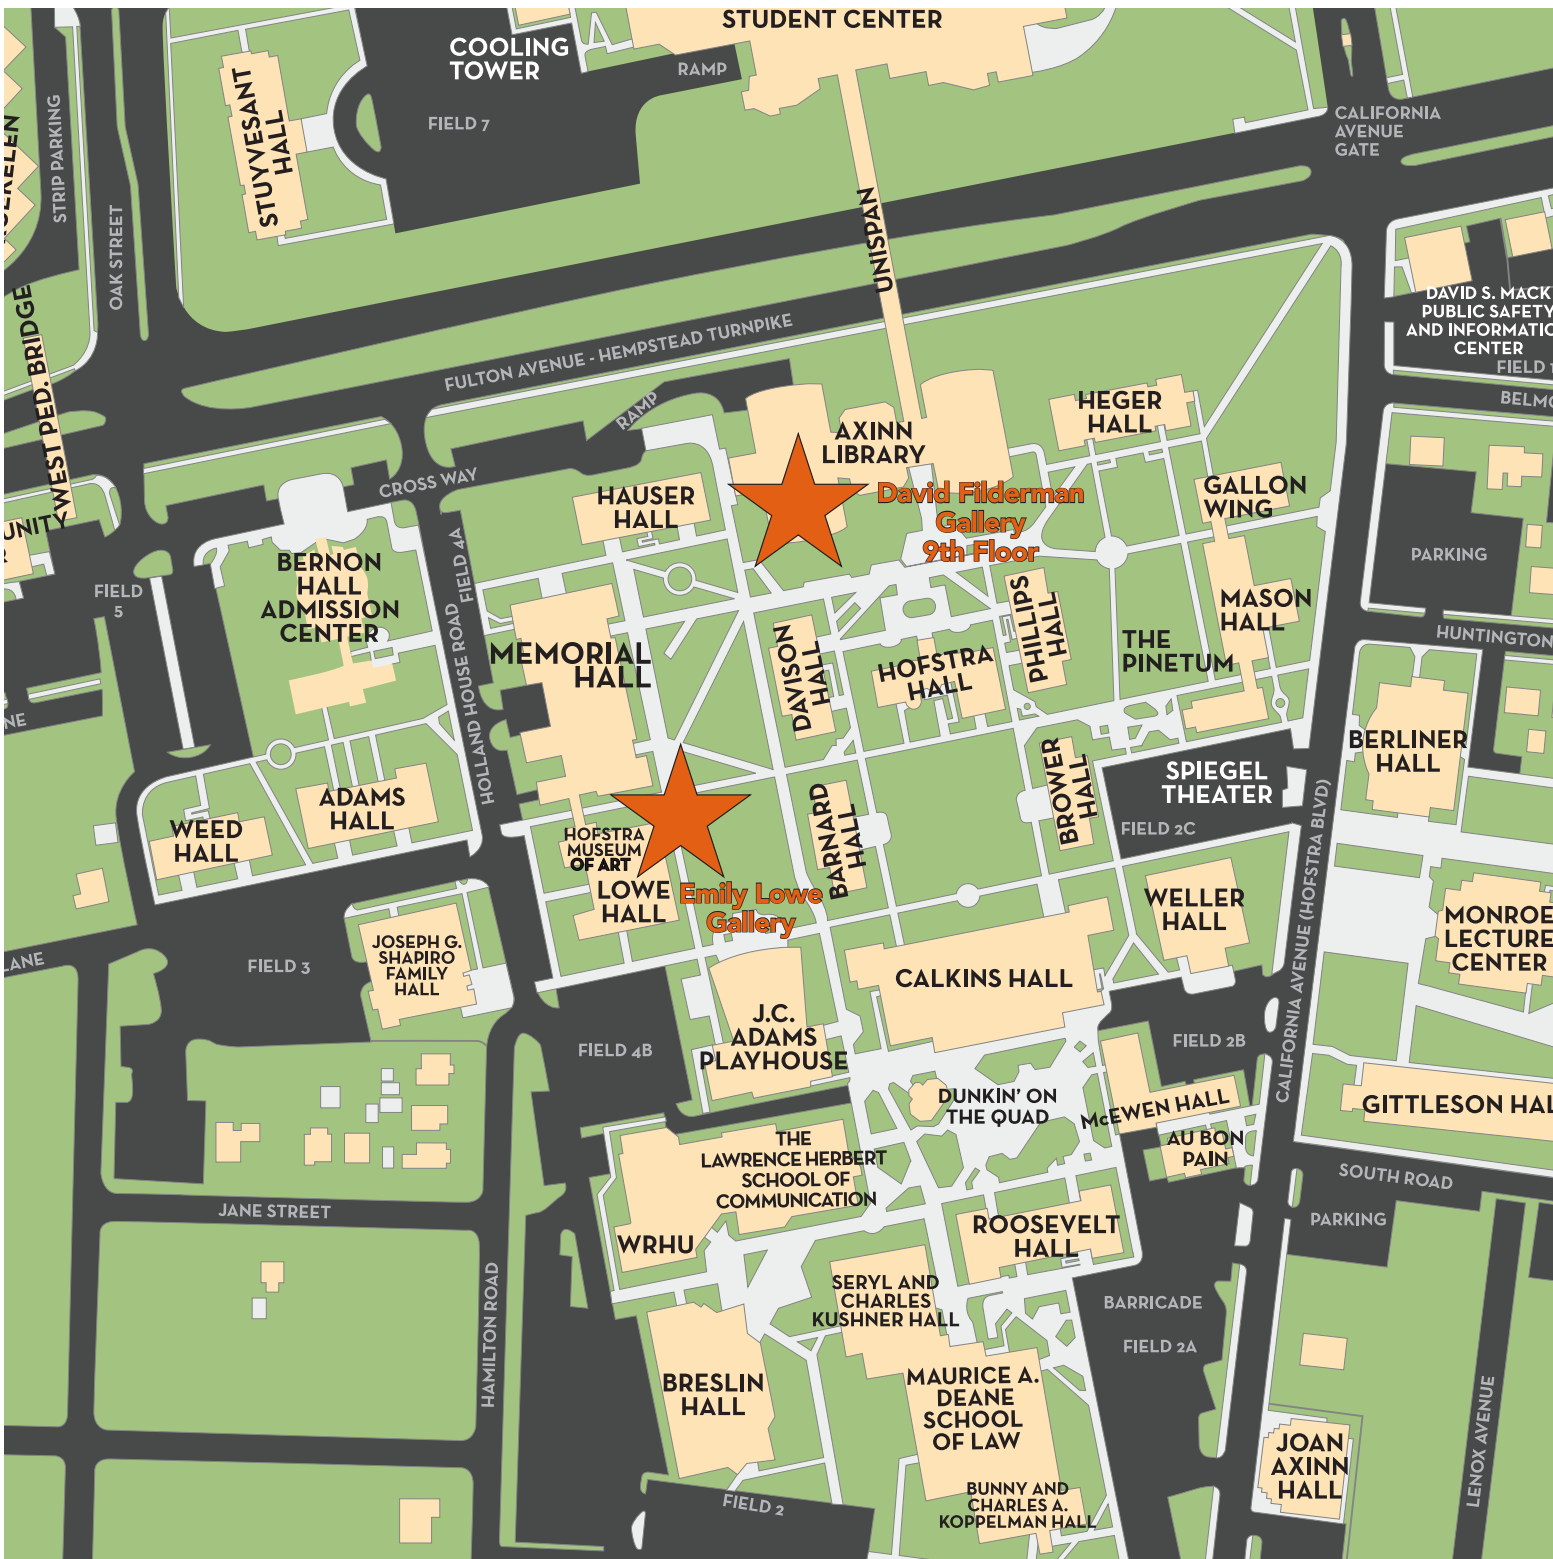 STUDENT CENTER
COOLING
TOWER
RAMP
FIELD 7
STUYVESANT
HALL
STRIP PARKING
OAK STREET
CALIFORNIA
AVENUE
GATE
UNISPAN
WEST PED. BRIDGE
FULTON AVENUE - HEMPSTEAD TURNPIKE
DAVID S. MACK
PUBLIC SAFETY
AND INFORMATIO
CENTER
FIELD 1
BELMO
RAMP
AXINN
LIBRARY
HEGER
HALL
CROSS WAY
HAUSER
HALL
David Filderman
Gallery
9th Floor
GALLON
WING
UNITY
FIELD
5
BERNON
HALL
ADMISSION
CENTER
FIELD 4A
HOLLAND HOUSE ROAD
PARKING
MEMORIAL
HALL
DAVISON
HALL
HOFSTRA
HALL
PHILLIPS
HALL
THE
PINETUM
MASON
HALL
HUNTINGTON
NE
BERLINER
HALL
SPIEGEL
THEATER
FIELD 2C
BROWER
HALL
BARNARD
HALL
ADAMS
HALL
WEED
HALL
HOFSTRA
MUSEUM
OF ART
LOWE
HALL
Emily Lowe
Gallery
WELLER
HALL
CALIFORNIA AVENUE (HOFSTRA BLVD)
MONROE
LECTURE
CENTER
LANE
FIELD 3
JOSEPH G.
SHAPIRO
FAMILY
HALL
CALKINS HALL
J.C.
ADAMS
PLAYHOUSE
FIELD 4B
FIELD 2B
DUNKIN' ON
THE QUAD
McEWEN HALL
GITTLESON HAL
AU BON
PAIN
THE
LAWRENCE HERBERT
SCHOOL OF
COMMUNICATION
SOUTH ROAD
PARKING
JANE STREET
WRHU
ROOSEVELT
HALL
HAMILTON ROAD
SERYL AND
CHARLES
KUSHNER HALL
BARRICADE
FIELD 2A
BRESLIN
HALL
MAURICE A.
DEANE
SCHOOL
OF LAW
LENOX AVENUE
JOAN
AXINN
HALL
FIELD 2
BUNNY AND
CHARLES A.
KOPPELMAN HALL